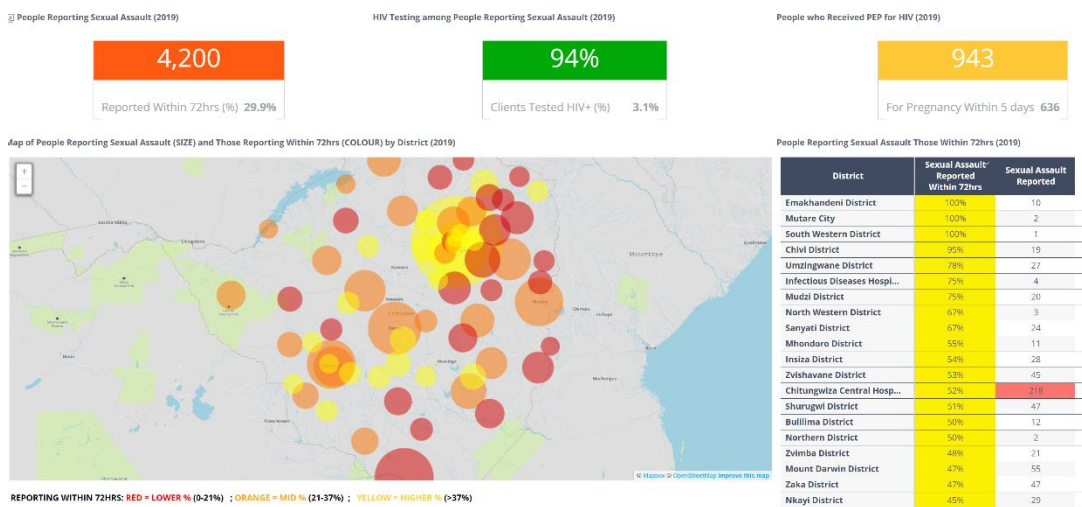 People Reporting Sexual Assault (2019)
HIV Testing among People Reporting Sexual Assault (2019)
People who Received PEP for HIV (2019)
4,200
94%
943
Reported Within 72hrs (%) 29.9%
Clients Tested HIV+ (%) 3.1%
For Pregnancy Within 5 days 636
Map of People Reporting Sexual Assault (SIZE) and Those Reporting Within 72hrs (COLOUR) by District (2019)
People Reporting Sexual Assault Those Within 72hrs (2019)
+
−
District Sexual Assault Reported Within 72hrs Sexual Assault Reported
Emakhandeni District 100% 10
Mutare City 100% 2
South Western District 100% 1
Chivi District 95% 19
Umzingwane District 78% 27
Infectious Diseases Hospi... 75% 4
Mudzi District 75% 20
North Western District 67% 3
Sanyati District 67% 24
Mhondoro District 55% 11
Insiza District 54% 28
Zvishavane District 53% 45
Chitungwiza Central Hosp... 52% 218
Shurugwi District 51% 47
Bulilima District 50% 12
Northern District 50% 2
Zvimba District 48% 21
Mount Darwin District 47% 55
Zaka District 47% 47
Nkayi District 45% 29
Mozambique
© Mapbox © OpenStreetMap Improve this map
REPORTING WITHIN 72HRS: RED = LOWER % (0-21%) ; ORANGE = MID % (21-37%) ; YELLOW = HIGHER % (>37%)